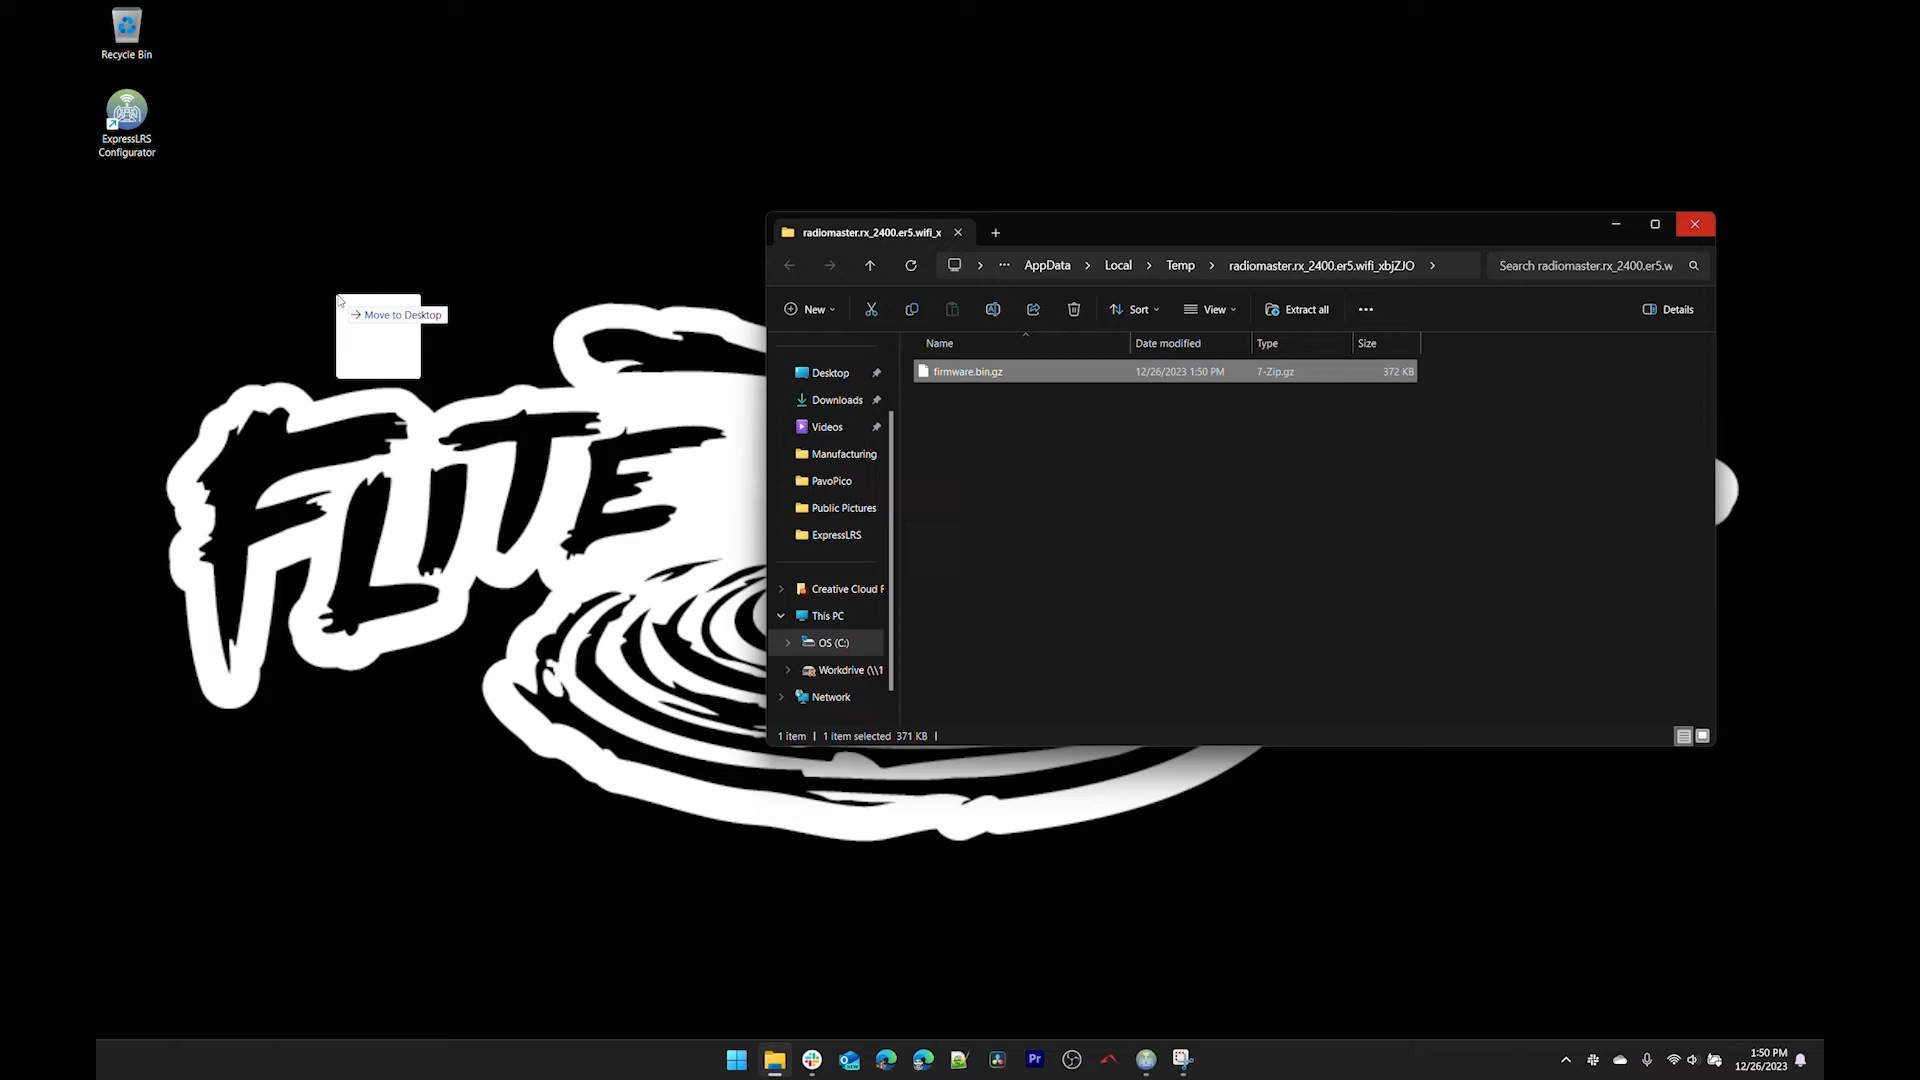 Recycle Bin
ExpressLRS
Configurator
Move to Desktop
FLITE
radiomaster.rx_2400.er5.wifi_x
AppData
Local
Temp
radiomaster.rx_2400.er5.wifi_xbjZJO
Search radiomaster.rx_2400.er5.w
New
Sort
View
Extract all
Details
Name
Date modified
Type
Size
firmware.bin.gz
12/26/2023 1:50 PM
7-Zip.gz
372 KB
Desktop
Downloads
Videos
Manufacturing
PavoPico
Public Pictures
ExpressLRS
Creative Cloud F
This PC
OS (C:)
Workdrive (\\1
Network
1 item
1 item selected 371 KB
NEW
Pr
1:50 PM
12/26/2023